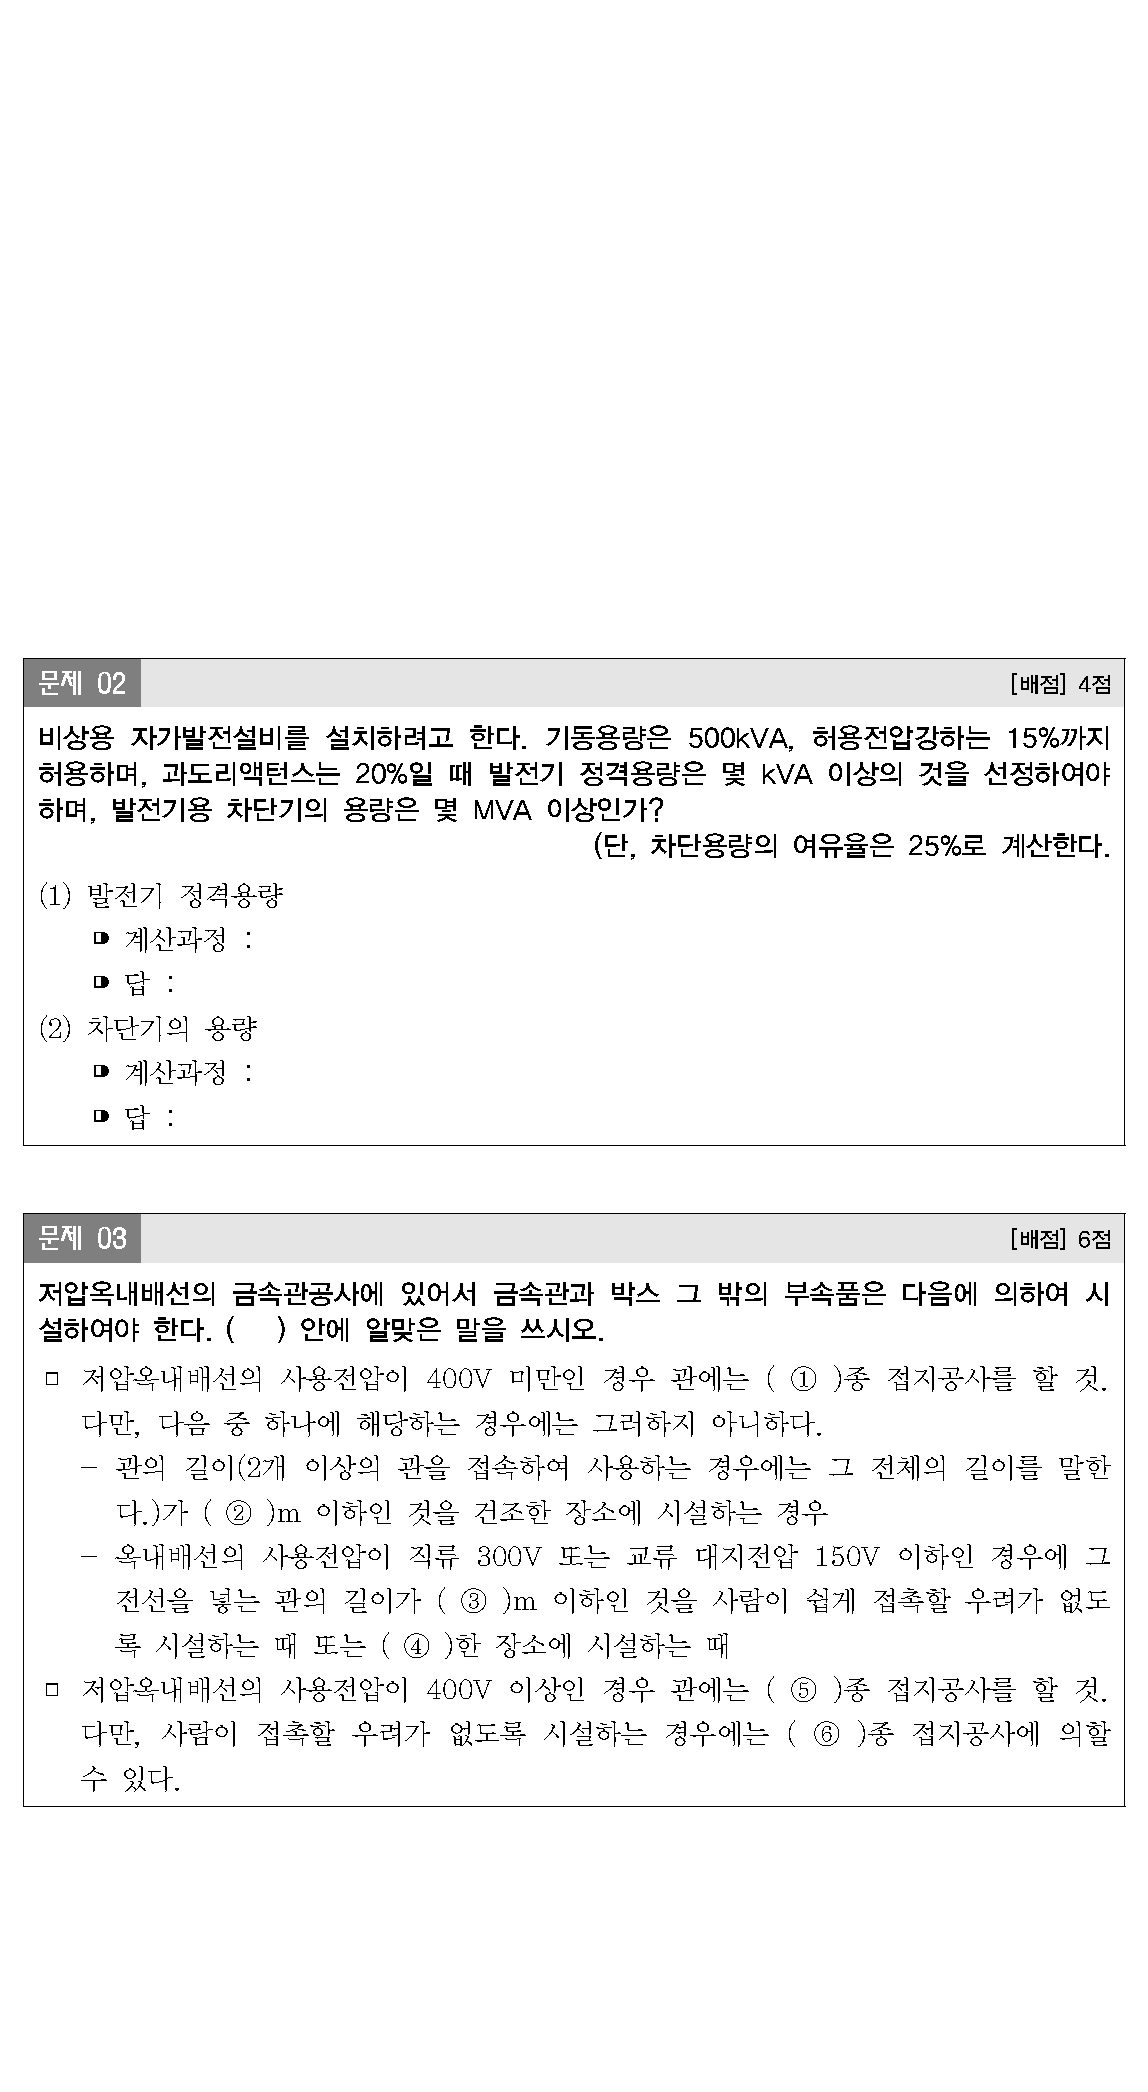 문제 02
[배점] 4점
비상용 자가발전설비를 설치하려고 한다. 기동용량은 500kVA, 허용전압강하는 15%까지
허용하며, 과도리액턴스는 20%일 때 발전기 정격용량은 몇 kVA 이상의 것을 선정하여야
하며, 발전기용 차단기의 용량은 몇 MVA 이상인가?
(단, 차단용량의 여유율은 25%로 계산한다.
(1) 발전기 정격용량
계산과정 :
답 :
(2) 차단기의 용량
계산과정 :
답 :
문제 03
[배점] 6점
저압옥내배선의 금속관공사에 있어서 금속관과 박스 그 밖의 부속품은 다음에 의하여 시
설하여야 한다. (   ) 안에 알맞은 말을 쓰시오.
□ 저압옥내배선의 사용전압이 400V 미만인 경우 관에는 ( ① )종 접지공사를 할 것.
다만, 다음 중 하나에 해당하는 경우에는 그러하지 아니하다.
- 관의 길이(2개 이상의 관을 접속하여 사용하는 경우에는 그 전체의 길이를 말한
다.)가 ( ② )m 이하인 것을 건조한 장소에 시설하는 경우
- 옥내배선의 사용전압이 직류 300V 또는 교류 대지전압 150V 이하인 경우에 그
전선을 넣는 관의 길이가 ( ③ )m 이하인 것을 사람이 쉽게 접촉할 우려가 없도
록 시설하는 때 또는 ( ④ )한 장소에 시설하는 때
□ 저압옥내배선의 사용전압이 400V 이상인 경우 관에는 ( ⑤ )종 접지공사를 할 것.
다만, 사람이 접촉할 우려가 없도록 시설하는 경우에는 ( ⑥ )종 접지공사에 의할
수 있다.